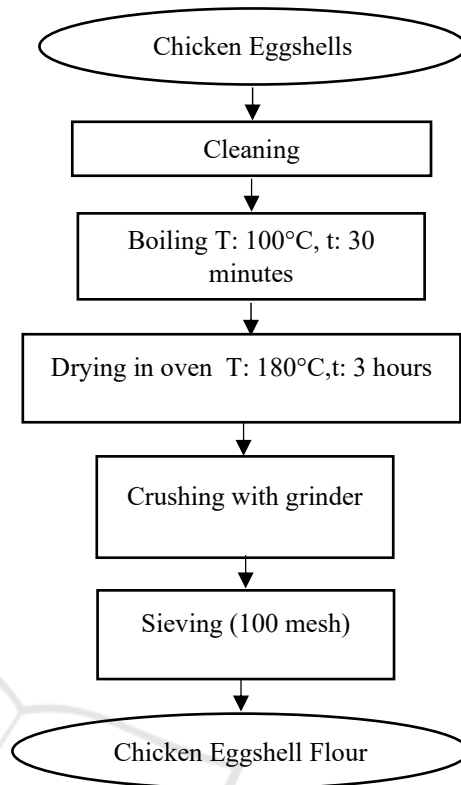 Chicken Eggshells
Cleaning
Boiling T: 100°C, t: 30
minutes
Drying in oven  T: 180°C,t: 3 hours
Crushing with grinder
Sieving (100 mesh)
Chicken Eggshell Flour